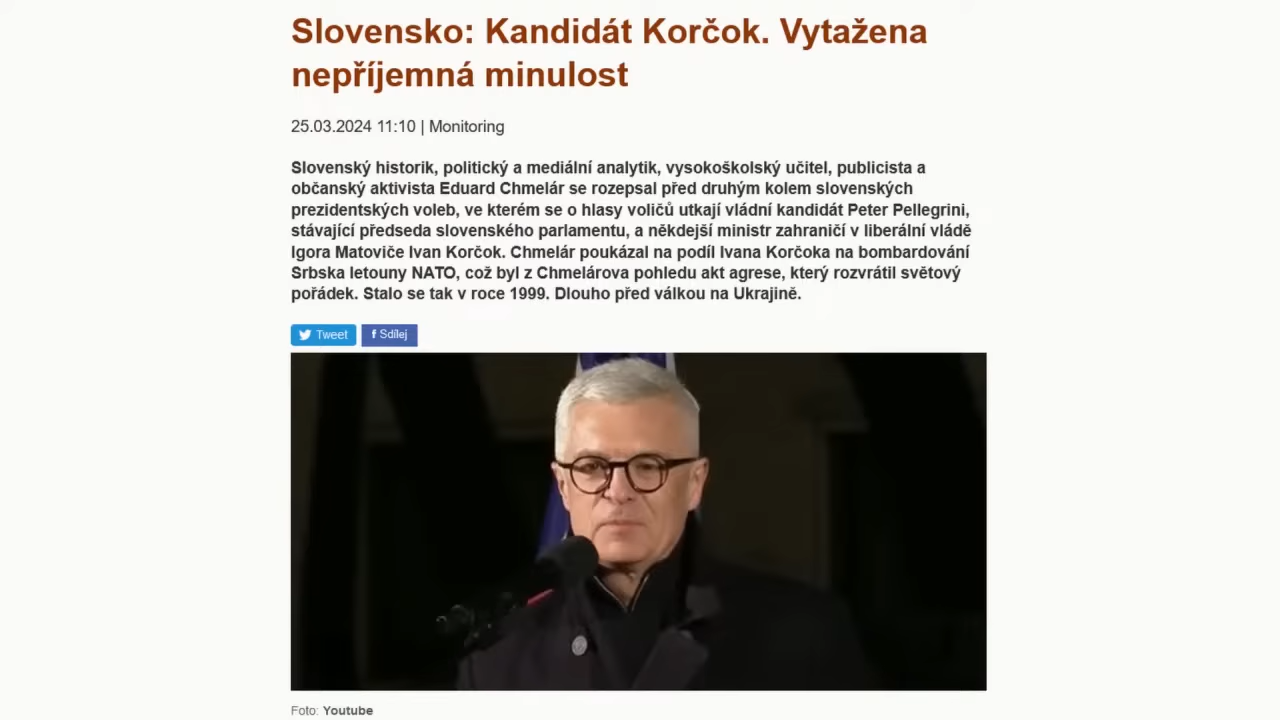 Slovensko: Kandidát Korčok. Vytažena
nepříjemná minulost
25.03.2024 11:10 | Monitoring
Slovenský historik, politický a mediální analytik, vysokoškolský učitel, publicista a
občanský aktivista Eduard Chmelár se rozepsal před druhým kolem slovenských
prezidentských voleb, ve kterém se o hlasy voličů utkají vládní kandidát Peter Pellegrini,
stávající předseda slovenského parlamentu, a někdejší ministr zahraničí v liberální vládě
Igora Matoviče Ivan Korčok. Chmelár poukázal na podíl Ivana Korčoka na bombardování
Srbska letouny NATO, což byl z Chmelárova pohledu akt agrese, který rozvrátil světový
pořádek. Stalo se tak v roce 1999. Dlouho před válkou na Ukrajině.
Tweet f Sdílej
Foto: Youtube